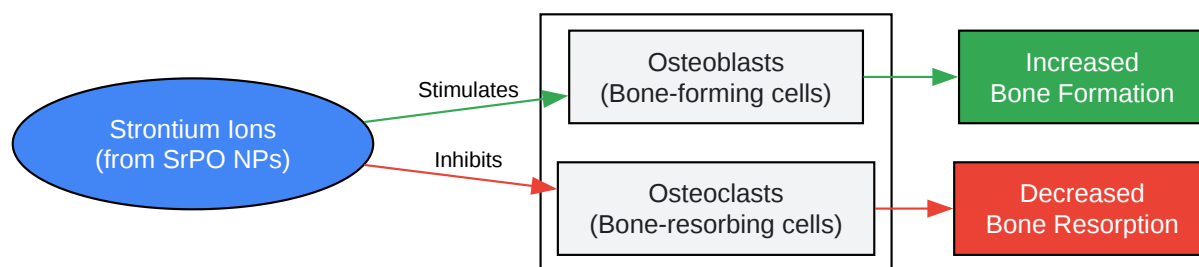 Strontium Ions
(from SrPO NPs)
Stimulates
Inhibits
Osteoblasts
(Bone-forming cells)
Osteoclasts
(Bone-resorbing cells)
Increased
Bone Formation
Decreased
Bone Resorption